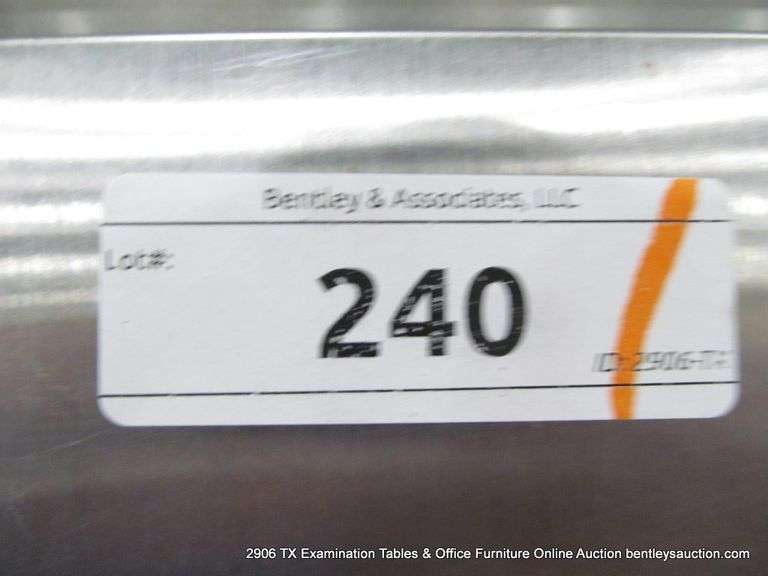 Bentley & Associates, LLC
Lot#:
240
ID: 2906-TX
2906 TX Examination Tables & Office Furniture Online Auction bentleysauction.com